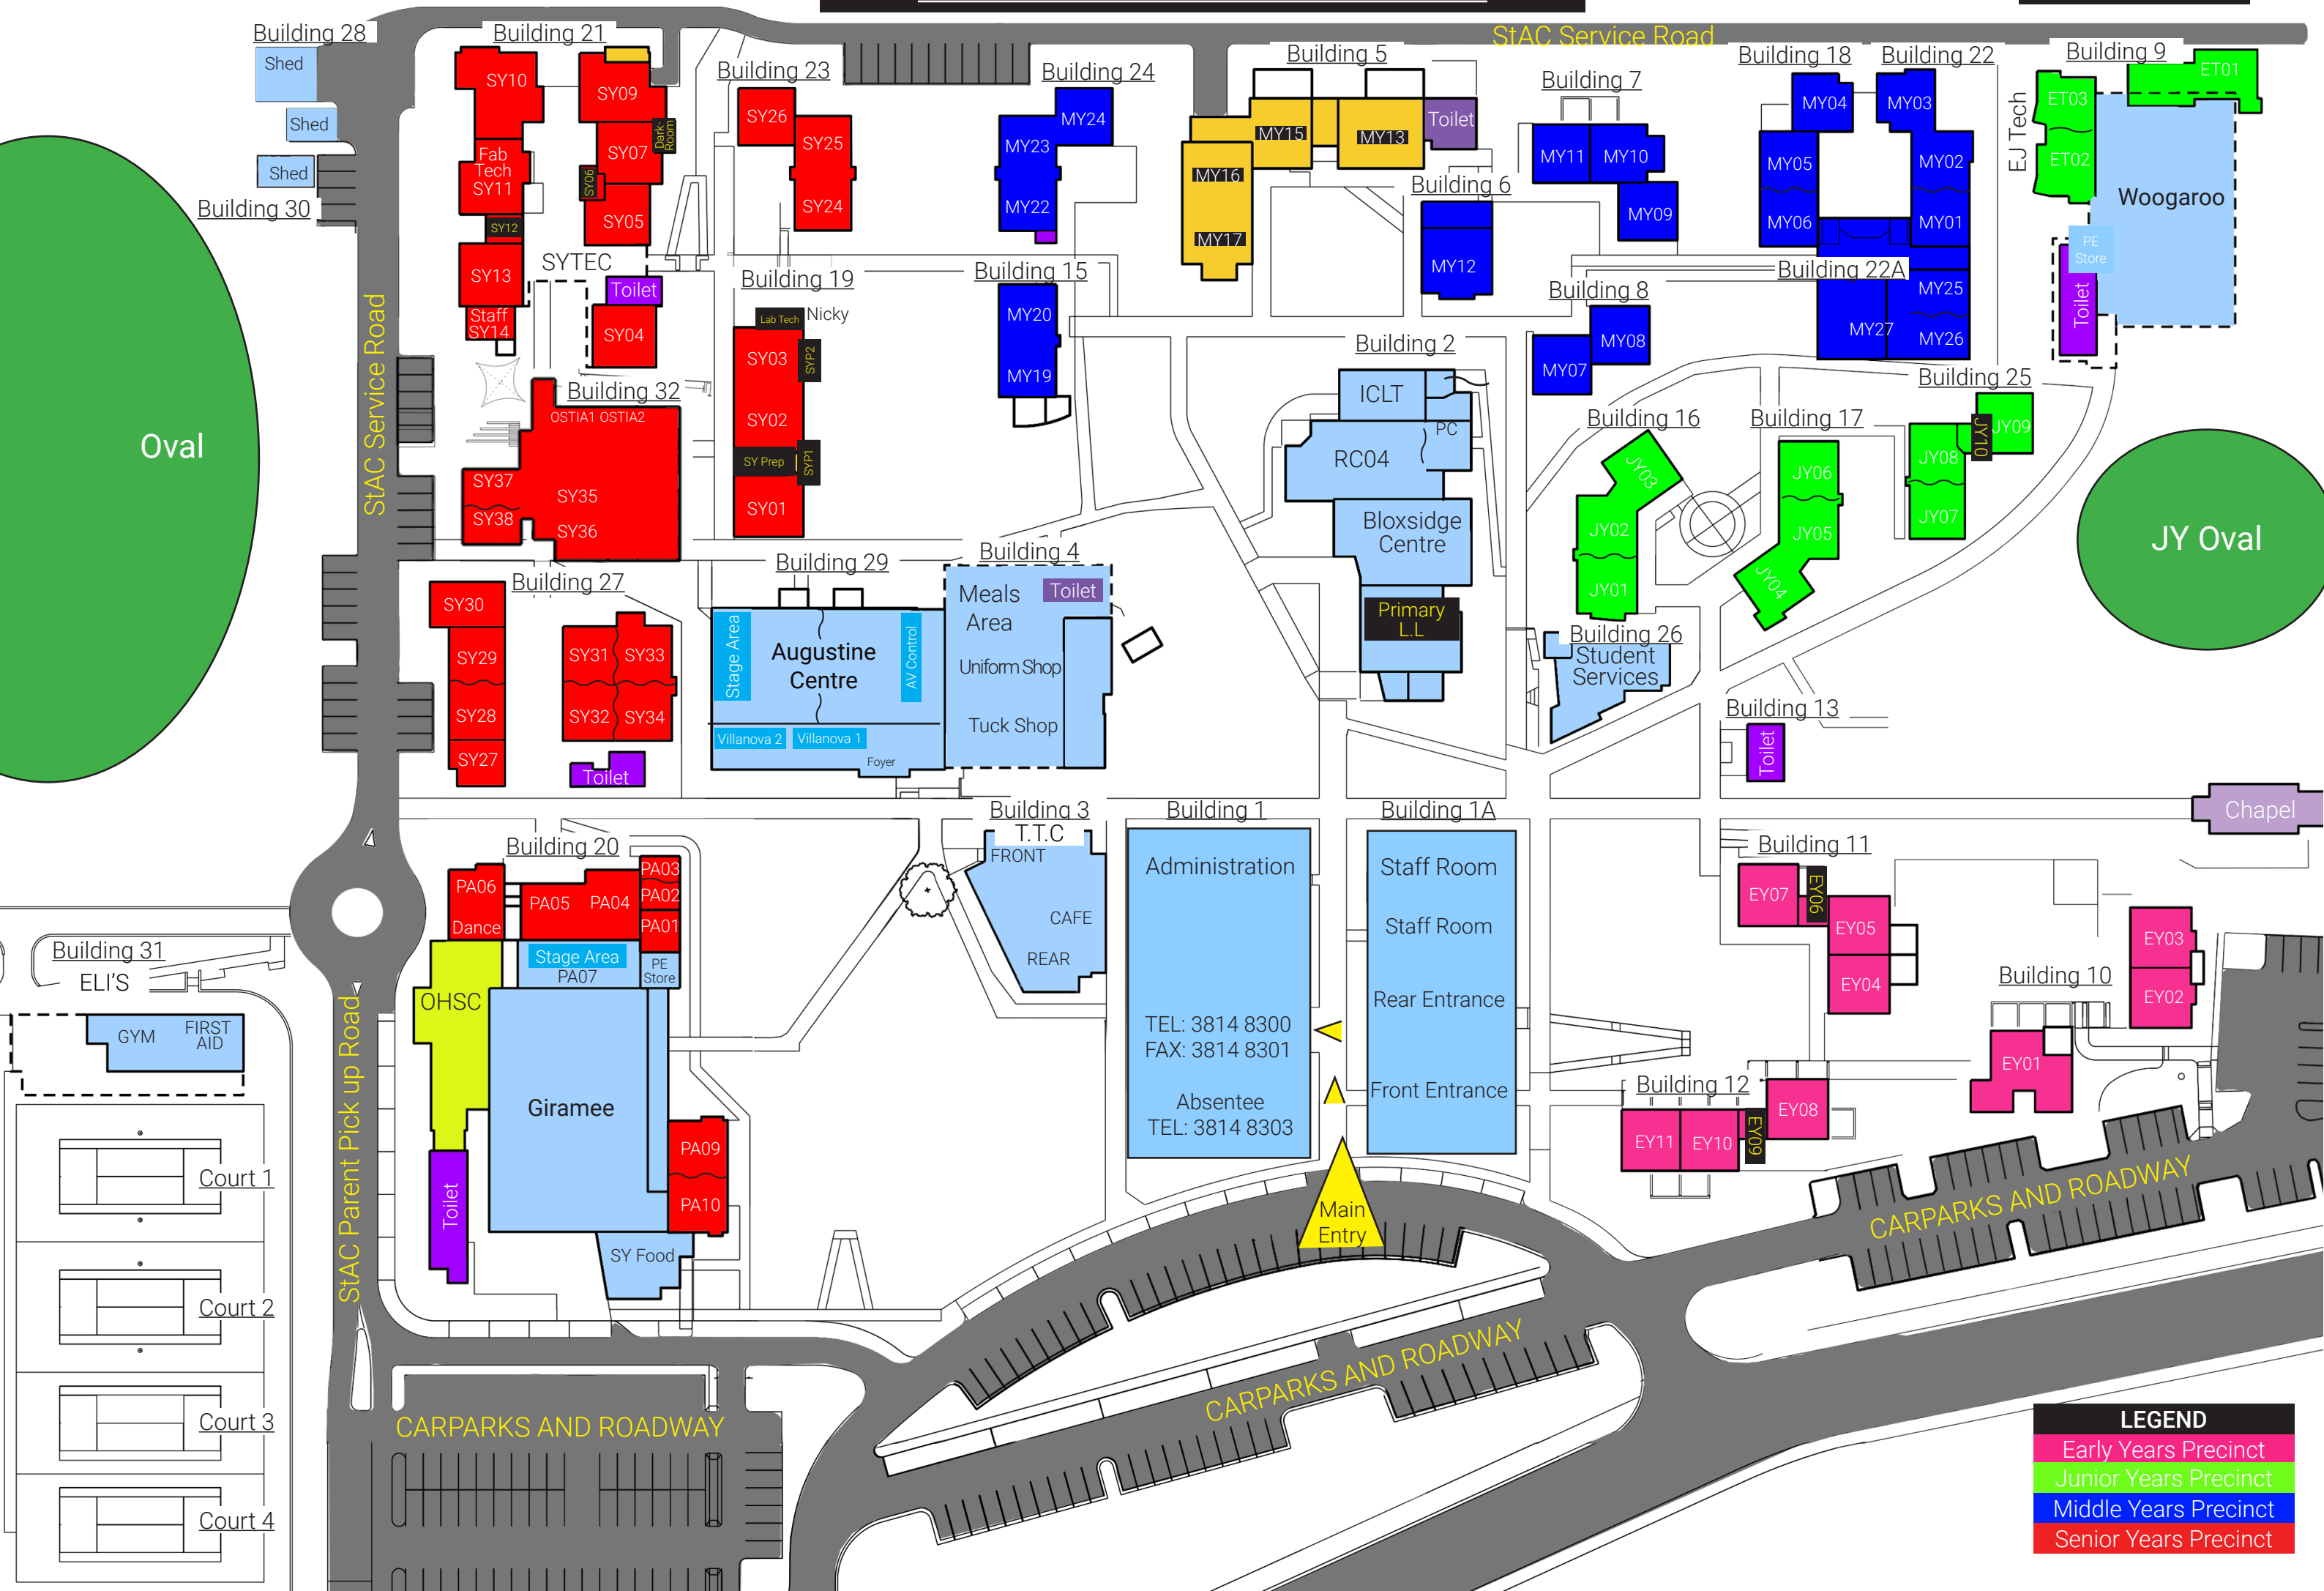 StAC Service Road
Building 28
Shed
Shed
Shed
Building 30
Oval
StAC Service Road
Building 21
SY10
SY09
Dark-
Room
SY07
Fab
Tech
SY11
SY06
SY05
SY12
SYTEC
SY13
Toilet
Staff
SY14
SY04
Building 23
SY26
SY25
SY24
Building 24
MY24
MY23
MY22
Building 5
MY15
MY13
Toilet
MY16
MY17
Building 7
MY11
MY10
MY09
Building 6
MY12
Building 18
MY04
MY05
MY06
Building 22
MY03
MY02
MY01
Building 22A
MY25
MY27
MY26
Building 9
ET01
EJ Tech
ET03
ET02
Woogaroo
PE
Store
Toilet
Building 19
Lab Tech
Nicky
SY03
SYP2
SY02
SY Prep
SYP1
SY01
Building 15
MY20
MY19
Building 8
MY08
MY07
Building 32
OSTIA1 OSTIA2
SY37
SY35
SY38
SY36
Building 2
ICLT
PC
RC04
Bloxsidge
Centre
Primary
L.L
Building 16
JY03
JY02
JY01
Building 17
JY06
JY05
JY04
Building 25
JY09
JY10
JY08
JY07
JY Oval
Building 27
SY30
SY29
SY28
SY27
SY31
SY33
SY32
SY34
Toilet
Building 29
Stage Area
Augustine
Centre
AV Control
Villanova 2
Villanova 1
Foyer
Building 4
Meals
Area
Toilet
Uniform Shop
Tuck Shop
Building 26
Student
Services
Building 13
Toilet
Chapel
Building 20
PA06
Dance
PA05
PA04
PA03
PA02
PA01
Stage Area
PA07
PE
Store
OHSC
Giramee
Toilet
PA09
PA10
SY Food
Building 3
T.T.C
FRONT
CAFE
REAR
Building 1
Administration
TEL: 3814 8300
FAX: 3814 8301
Absentee
TEL: 3814 8303
Building 1A
Staff Room
Staff Room
Rear Entrance
Front Entrance
Main
Entry
Building 11
EY07
EY06
EY05
EY04
Building 10
EY03
EY02
EY01
Building 12
EY11
EY10
EY09
EY08
Building 31
ELI'S
GYM
FIRST
AID
Court 1
Court 2
Court 3
Court 4
StAC Parent Pick up Road
CARPARKS AND ROADWAY
CARPARKS AND ROADWAY
CARPARKS AND ROADWAY
LEGEND
Early Years Precinct
Junior Years Precinct
Middle Years Precinct
Senior Years Precinct